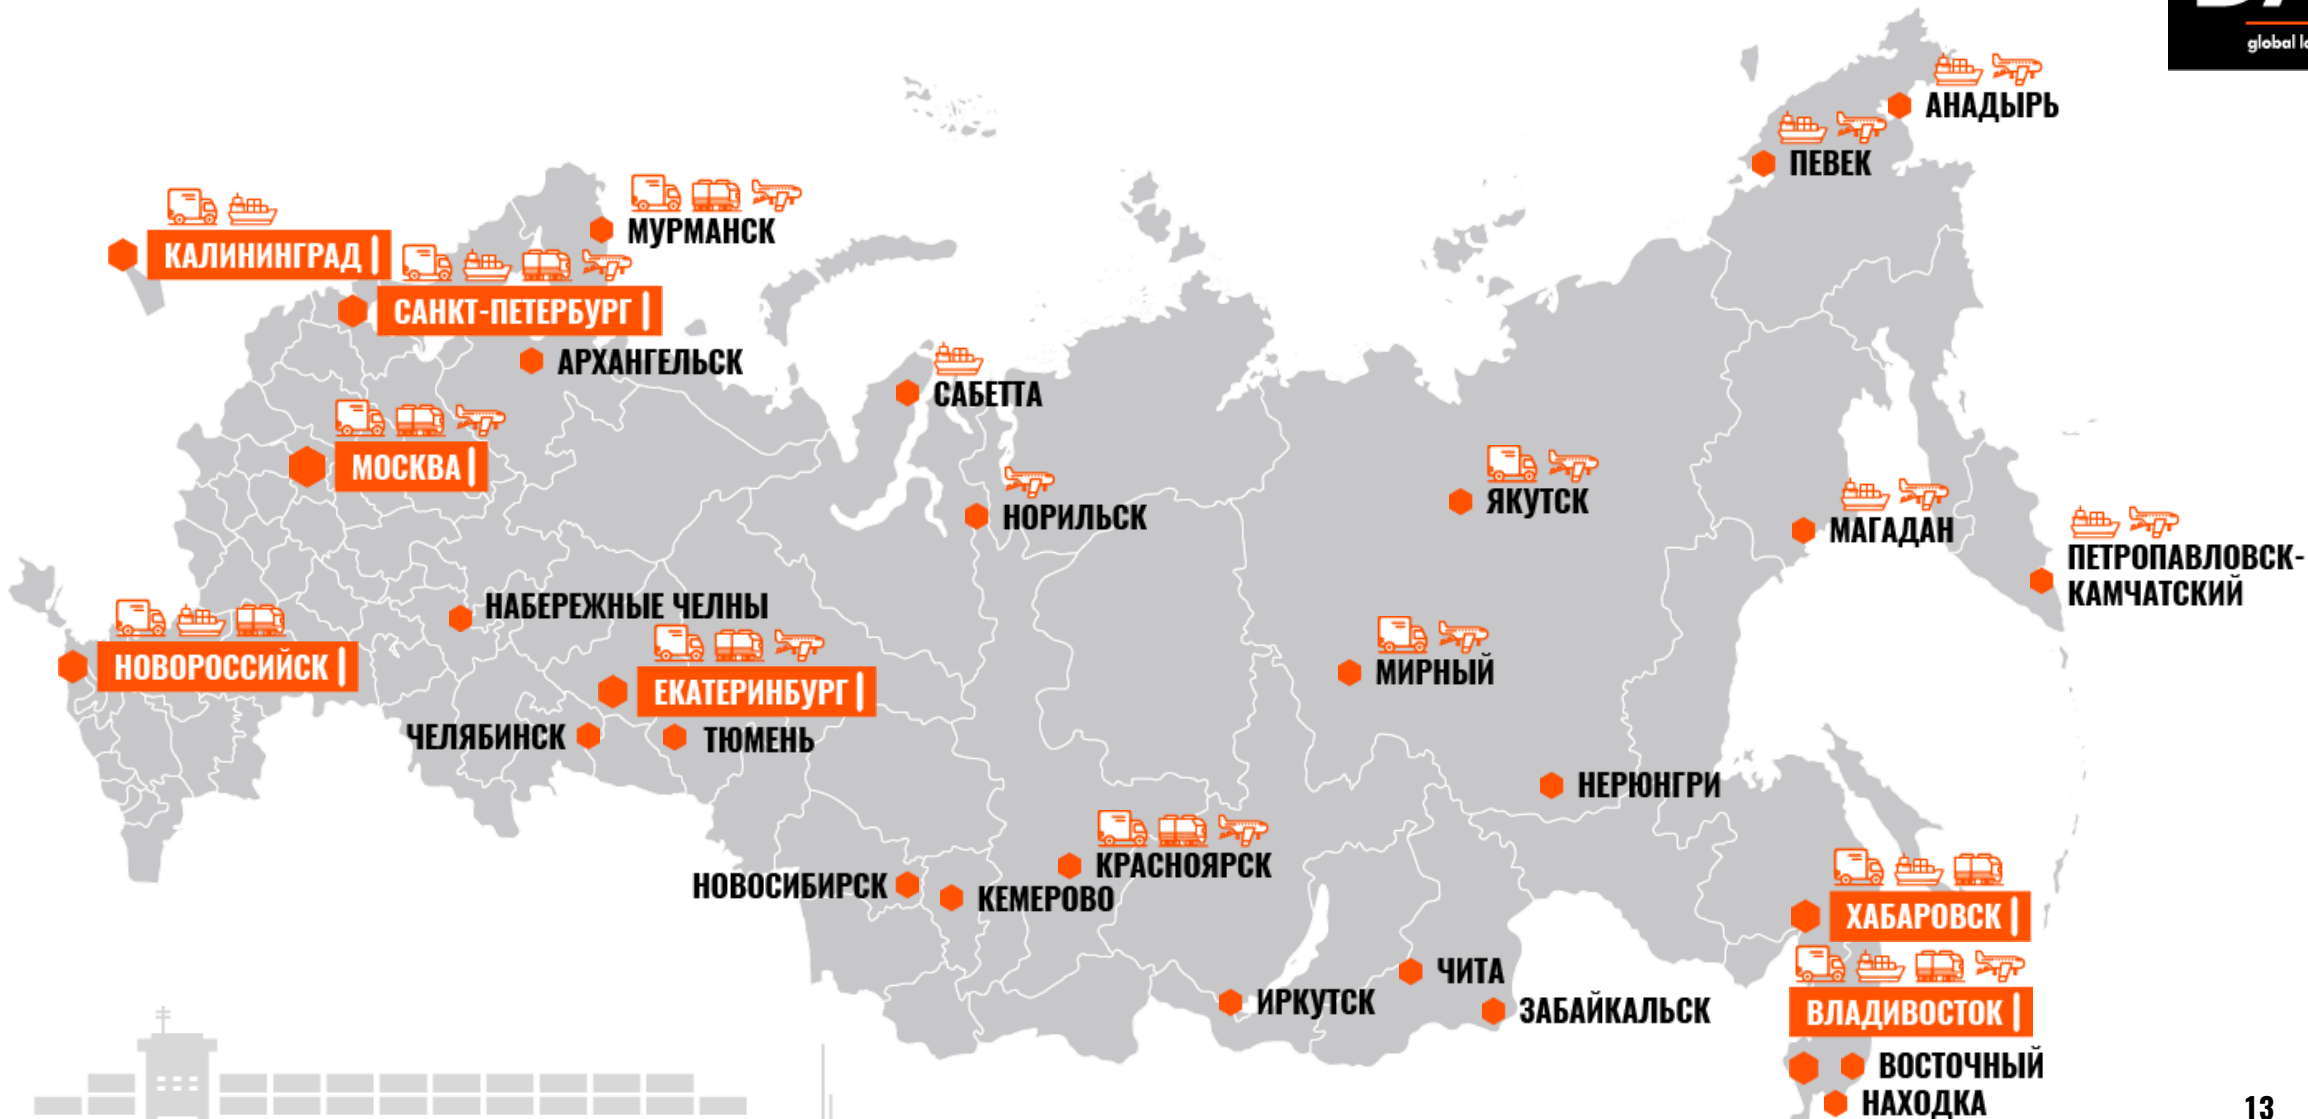 global
АНАДЫРЬ
ПЕВЕК
МУРМАНСК
КАЛИНИНГРАД
САНКТ-ПЕТЕРБУРГ
АРХАНГЕЛЬСК
САБЕТТА
МОСКВА
ЯКУТСК
НОРИЛЬСК
МАГАДАН
ПЕТРОПАВЛОВСК-
КАМЧАТСКИЙ
НАБЕРЕЖНЫЕ ЧЕЛНЫ
НОВОРОССИЙСК
МИРНЫЙ
ЕКАТЕРИНБУРГ
ЧЕЛЯБИНСК
ТЮМЕНЬ
НЕРЮНГРИ
КРАСНОЯРСК
НОВОСИБИРСК
КЕМЕРОВО
ХАБАРОВСК
ЧИТА
ИРКУТСК
ЗАБАЙКАЛЬСК
ВЛАДИВОСТОК
ВОСТОЧНЫЙ
НАХОДКА
13